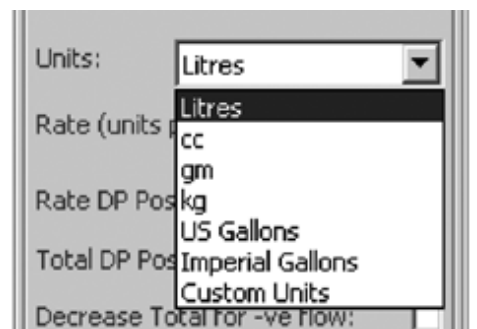 Units: Litres
Litres
Rate (units
cc
gm
Rate DP Pos kg
US Gallons
Total DP Pos Imperial Gallons
Custom Units
Decrease Total for -ve flow: